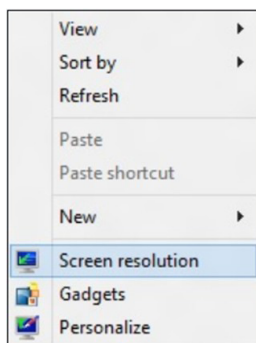 View
Sort by
Refresh
Paste
Paste shortcut
New
Screen resolution
Gadgets
Personalize